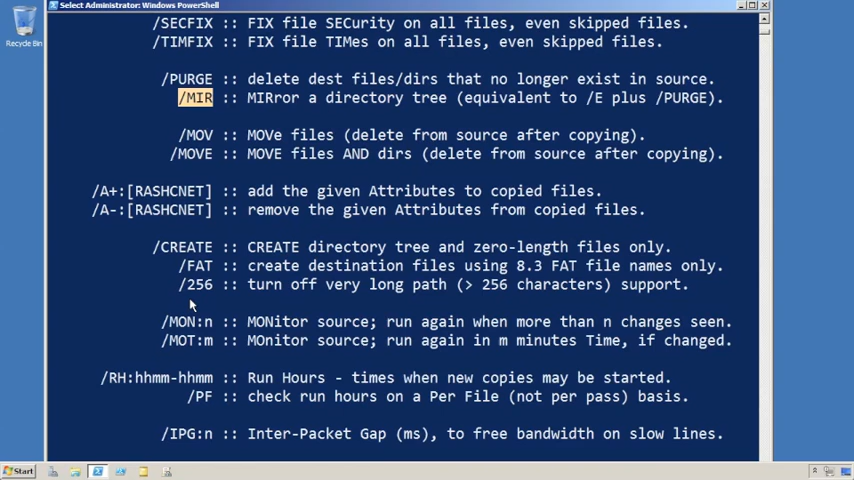 Select Administrator: Windows PowerShell
Recycle Bin
/SECFIX :: FIX file SECurity on all files, even skipped files.
/TIMFIX :: FIX file TIMes on all files, even skipped files.
/PURGE :: delete dest files/dirs that no longer exist in source.
/MIR :: MIRror a directory tree (equivalent to /E plus /PURGE).
/MOV :: MOVe files (delete from source after copying).
/MOVE :: MOVE files AND dirs (delete from source after copying).
/A+:[RASHCNET] :: add the given Attributes to copied files.
/A-:[RASHCNET] :: remove the given Attributes from copied files.
/CREATE :: CREATE directory tree and zero-length files only.
/FAT :: create destination files using 8.3 FAT file names only.
/256 :: turn off very long path (> 256 characters) support.
/MON:n :: MONitor source; run again when more than n changes seen.
/MOT:m :: MOnitor source; run again in m minutes Time, if changed.
/RH:hhmm-hhmm :: Run Hours - times when new copies may be started.
/PF :: check run hours on a Per File (not per pass) basis.
/IPG:n :: Inter-Packet Gap (ms), to free bandwidth on slow lines.
Start